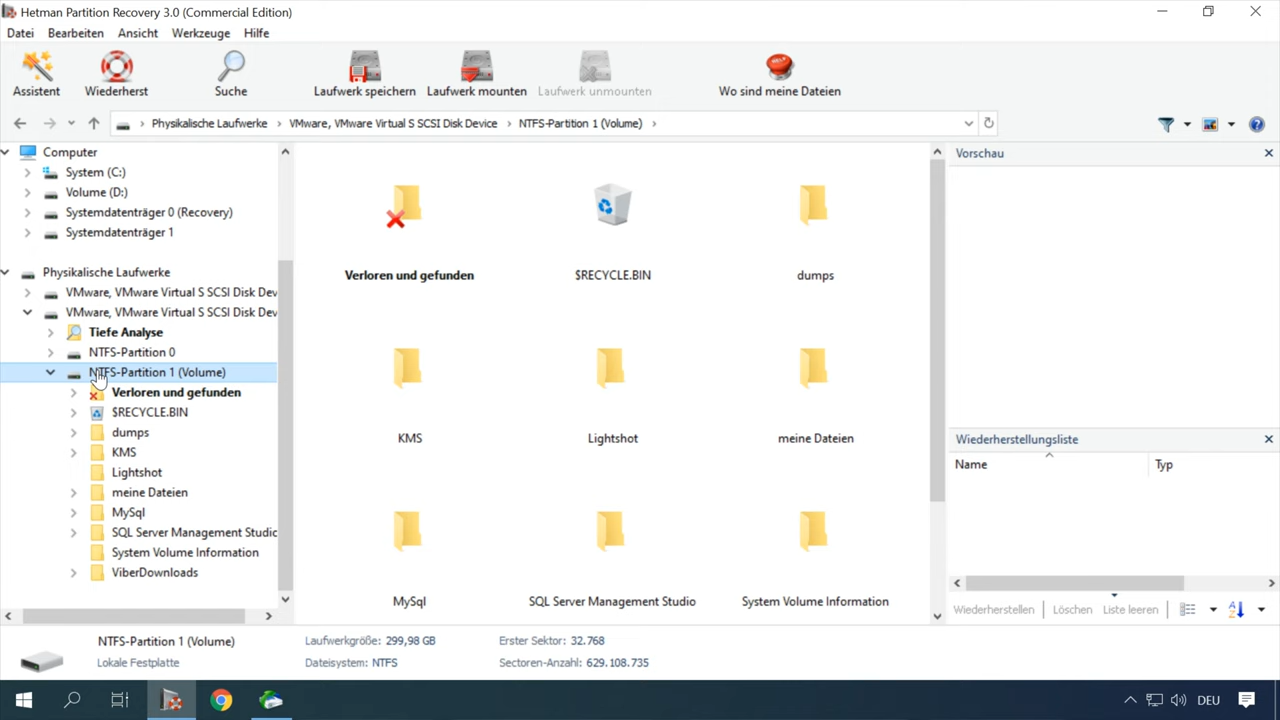 Hetman Partition Recovery 3.0 (Commercial Edition)
Datei Bearbeiten Ansicht Werkzeuge Hilfe
Assistent Wiederherst Suche Laufwerk speichern Laufwerk mounten Laufwerk unmounten Wo sind meine Dateien
Physikalische Laufwerke VMware, VMware Virtual S SCSI Disk Device NTFS-Partition 1 (Volume)
Computer
System (C:)
Volume (D:)
Systemdatenträger 0 (Recovery)
Systemdatenträger 1
Physikalische Laufwerke
VMware, VMware Virtual S SCSI Disk Dev
VMware, VMware Virtual S SCSI Disk Dev
Tiefe Analyse
NTFS-Partition 0
NTFS-Partition 1 (Volume)
Verloren und gefunden
$RECYCLE.BIN
dumps
KMS
Lightshot
meine Dateien
MySql
SQL Server Management Studio
System Volume Information
ViberDownloads
Verloren und gefunden $RECYCLE.BIN dumps
KMS Lightshot meine Dateien
MySql SQL Server Management Studio System Volume Information
Vorschau
Wiederherstellungsliste
Name Typ
Wiederherstellen Löschen Liste leeren
NTFS-Partition 1 (Volume) Laufwerkgröße: 299,98 GB Erster Sektor: 32.768
Lokale Festplatte Dateisystem: NTFS Sectoren-Anzahl: 629.108.735
DEU